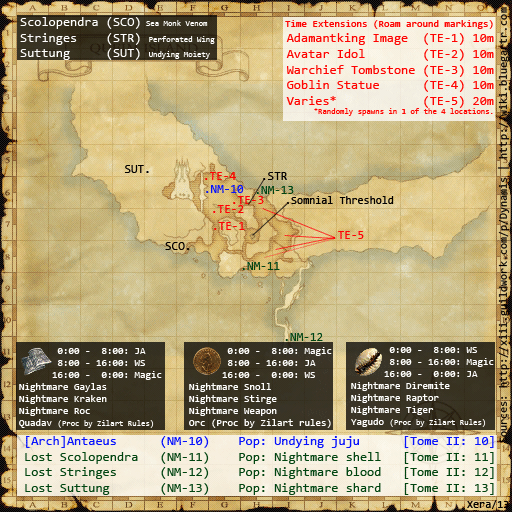 Scolopendra (SCO) Sea Monk Venom
Stringes (STR) Perforated Wing
Suttung (SUT) Undying Moiety
Time Extensions (Roam around markings)
Adamantking Image (TE-1) 10m
Avatar Idol (TE-2) 10m
Warchief Tombstone (TE-3) 10m
Goblin Statue (TE-4) 10m
Varies* (TE-5) 20m
*Randomly spawns in 1 of the 4 locations.
SUT.
.TE-4
STR
.NM-10
.NM-13
.TE-3
Somnial Threshold
.TE-2
.TE-1
TE-5
SCO.
.NM-11
.NM-12
0:00 - 8:00: JA
8:00 - 16:00: WS
16:00 - 0:00: Magic
Nightmare Gaylas
Nightmare Kraken
Nightmare Roc
Quadav (Proc by Zilart Rules)
0:00 - 8:00: Magic
8:00 - 16:00: JA
16:00 - 0:00: WS
Nightmare Snoll
Nightmare Stirge
Nightmare Weapon
Orc (Proc by Zilart rules)
0:00 - 8:00: WS
8:00 - 16:00: Magic
16:00 - 0:00: JA
Nightmare Diremite
Nightmare Raptor
Nightmare Tiger
Yagudo (Proc by Zilart Rules)
[Arch]Antaeus (NM-10) Pop: Undying juju [Tome II: 10]
Lost Scolopendra (NM-11) Pop: Nightmare shell [Tome II: 11]
Lost Stringes (NM-12) Pop: Nightmare blood [Tome II: 12]
Lost Suttung (NM-13) Pop: Nightmare shard [Tome II: 13]
Xera/13